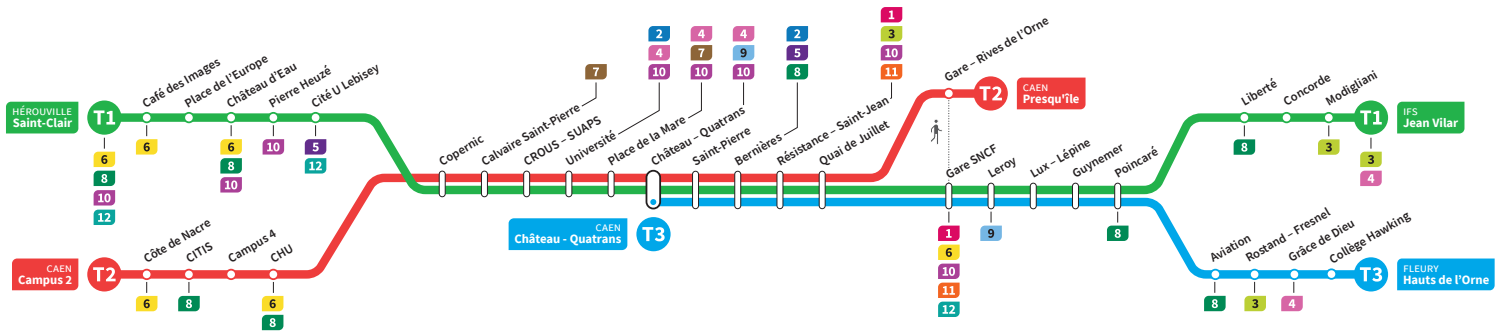 HÉROUVILLE
Saint-Clair
T1
6
8
10
12
Café des Images
6
Place de l'Europe
Château d'Eau
6
8
10
Pierre Heuzé
10
Cité U Lebisey
5
12
CAEN
Campus 2
T2
Côte de Nacre
6
CITIS
8
Campus 4
CHU
6
8
Copernic
Calvaire Saint-Pierre
7
CROUS – SUAPS
Université
2
4
10
Place de la Mare
4
7
10
Château – Quatrans
4
9
10
CAEN
Château - Quatrans
T3
Saint-Pierre
Bernières
2
5
8
Résistance – Saint-Jean
1
3
10
11
Quai de Juillet
Gare – Rives de l'Orne
T2
CAEN
Presqu'île
Gare SNCF
1
6
10
11
12
Leroy
9
Lux – Lépine
Guynemer
Poincaré
8
Liberté
8
Concorde
Modigliani
3
T1
3
4
IFS
Jean Vilar
Aviation
8
Rostand – Fresnel
3
Grâce de Dieu
4
Collège Hawking
T3
FLEURY
Hauts de l'Orne